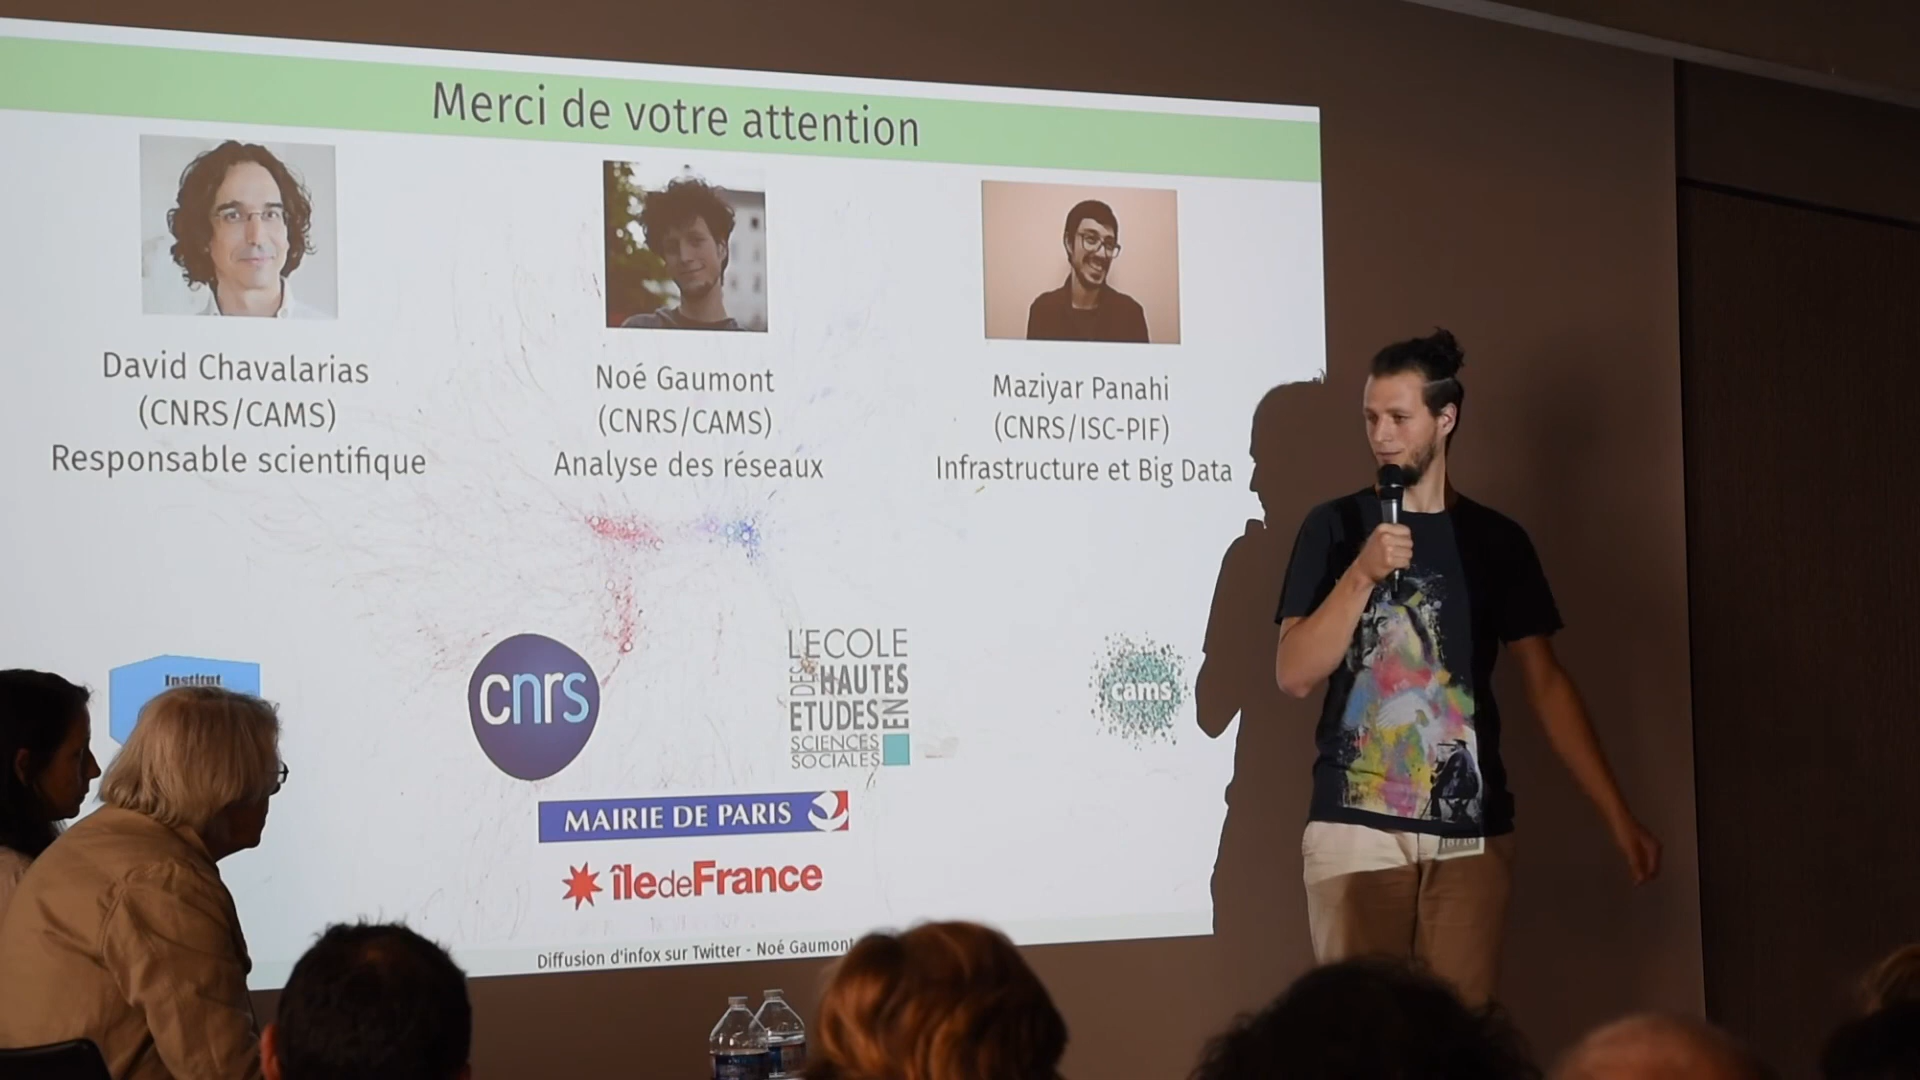 Merci de votre attention
David Chavalarias
(CNRS/CAMS)
Responsable scientifique
Noé Gaumont
(CNRS/CAMS)
Analyse des réseaux
Maziyar Panahi
(CNRS/ISC-PIF)
Infrastructure et Big Data
Institut
cnrs
L'ECOLE
DES HAUTES
ETUDES EN
SCIENCES
SOCIALES
cams
MAIRIE DE PARIS
îledeFrance
Diffusion d'infox sur Twitter - Noé Gaumont
18/18